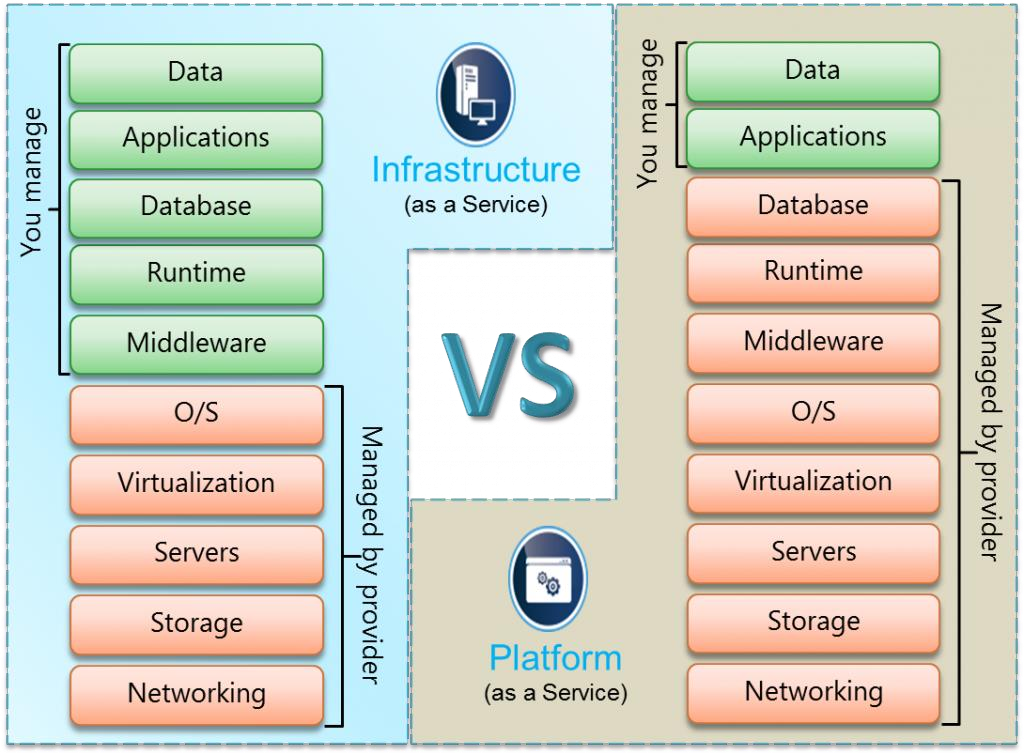 You manage
Data
Applications
Database
Runtime
Middleware
O/S
Virtualization
Servers
Storage
Networking
Managed by provider
Infrastructure
(as a Service)
VS
Platform
(as a Service)
You manage
Data
Applications
Database
Runtime
Middleware
O/S
Virtualization
Servers
Storage
Networking
Managed by provider